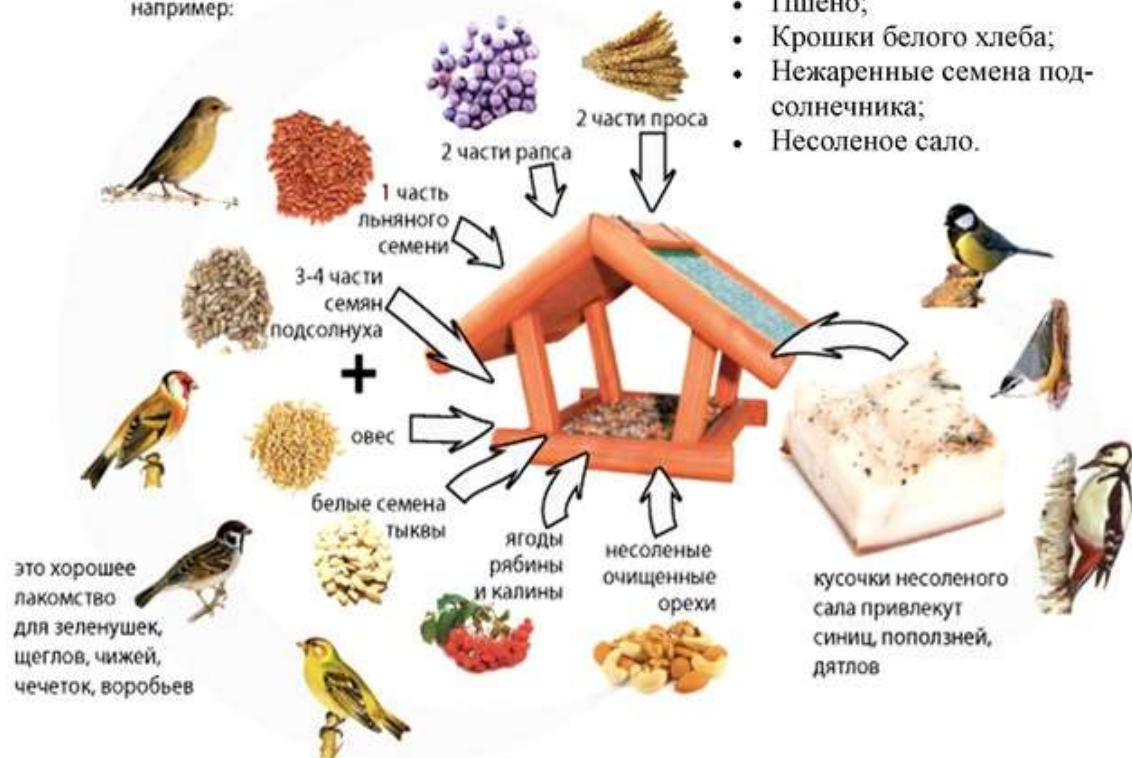 например:
• Пшено;
• Крошки белого хлеба;
• Нежаренные семена под-
солнечника;
• Несоленое сало.
2 части проса
2 части рапса
1 часть
льняного
семени
3-4 части
семян
подсолнуха
+
овес
белые семена
тыквы
ягоды
рябины
и калины
несоленые
очищенные
орехи
кусочки несоленого
сала привлекут
синиц, поползней,
дятлов
это хорошее
лакомство
для зеленушек,
щеглов, чижей,
чечеток, воробьев